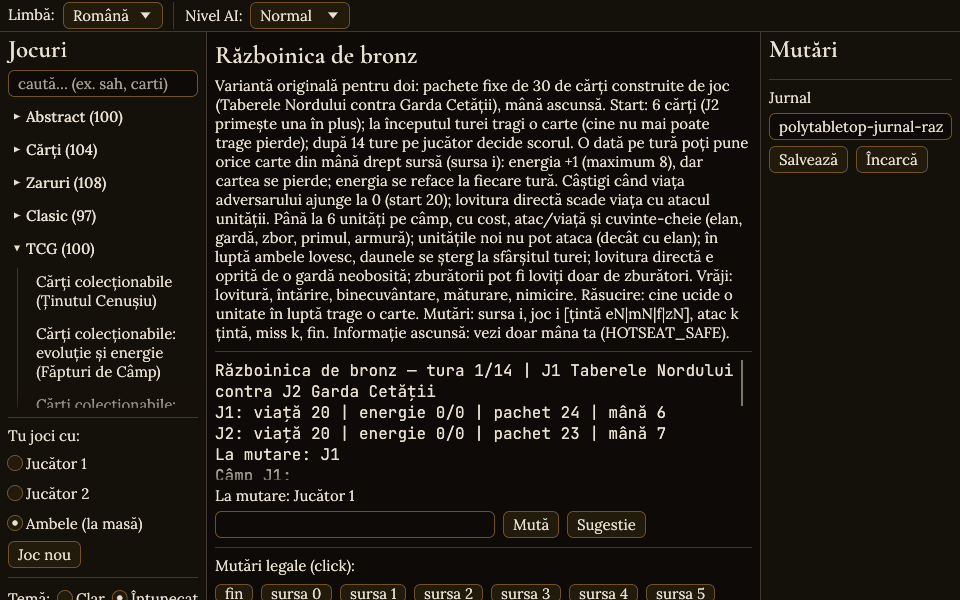 Limbă: Română ▼ Nivel AI: Normal ▼
Jocuri
caută... (ex. sah, carti)
▸ Abstract (100)
▸ Cărți (104)
▸ Zaruri (108)
▸ Clasic (97)
▾ TCG (100)
Cărți colecționabile
(Ținutul Cenușiu)
Cărți colecționabile:
evoluție și energie
(Făpturi de Câmp)
Cărți colecționabile:
Tu joci cu:
Jucător 1
Jucător 2
Ambele (la masă)
Joc nou
Temă: Clar Întunecat
Războinica de bronz
Variantă originală pentru doi: pachete fixe de 30 de cărți construite de joc
(Taberele Nordului contra Garda Cetății), mână ascunsă. Start: 6 cărți (J2
primește una în plus); la începutul turei tragi o carte (cine nu mai poate
trage pierde); după 14 ture pe jucător decide scorul. O dată pe tură poți pune
orice carte din mână drept sursă (sursa i): energia +1 (maximum 8), dar
cartea se pierde; energia se reface la fiecare tură. Câștigi când viața
adversarului ajunge la 0 (start 20); lovitura directă scade viața cu atacul
unității. Până la 6 unități pe câmp, cu cost, atac/viață și cuvinte-cheie (elan,
gardă, zbor, primul, armură); unitățile noi nu pot ataca (decât cu elan); în
luptă ambele lovesc, daunele se șterg la sfârșitul turei; lovitura directă e
oprită de o gardă neobosită; zburătorii pot fi loviți doar de zburători. Vrăji:
lovitură, întărire, binecuvântare, măturare, nimicire. Răsucire: cine ucide o
unitate în luptă trage o carte. Mutări: sursa i, joc i [țintă eN|mN|f|zN], atac k
țintă, miss k, fin. Informație ascunsă: vezi doar mâna ta (HOTSEAT_SAFE).
Războinica de bronz — tura 1/14 | J1 Taberele Nordului
contra J2 Garda Cetății
J1: viață 20 | energie 0/0 | pachet 24 | mână 6
J2: viață 20 | energie 0/0 | pachet 23 | mână 7
La mutare: J1
Câmp J1:
La mutare: Jucător 1
Mută Sugestie
Mutări legale (click):
fin sursa 0 sursa 1 sursa 2 sursa 3 sursa 4 sursa 5
Mutări
Jurnal
polytabletop-jurnal-raz
Salvează Încarcă